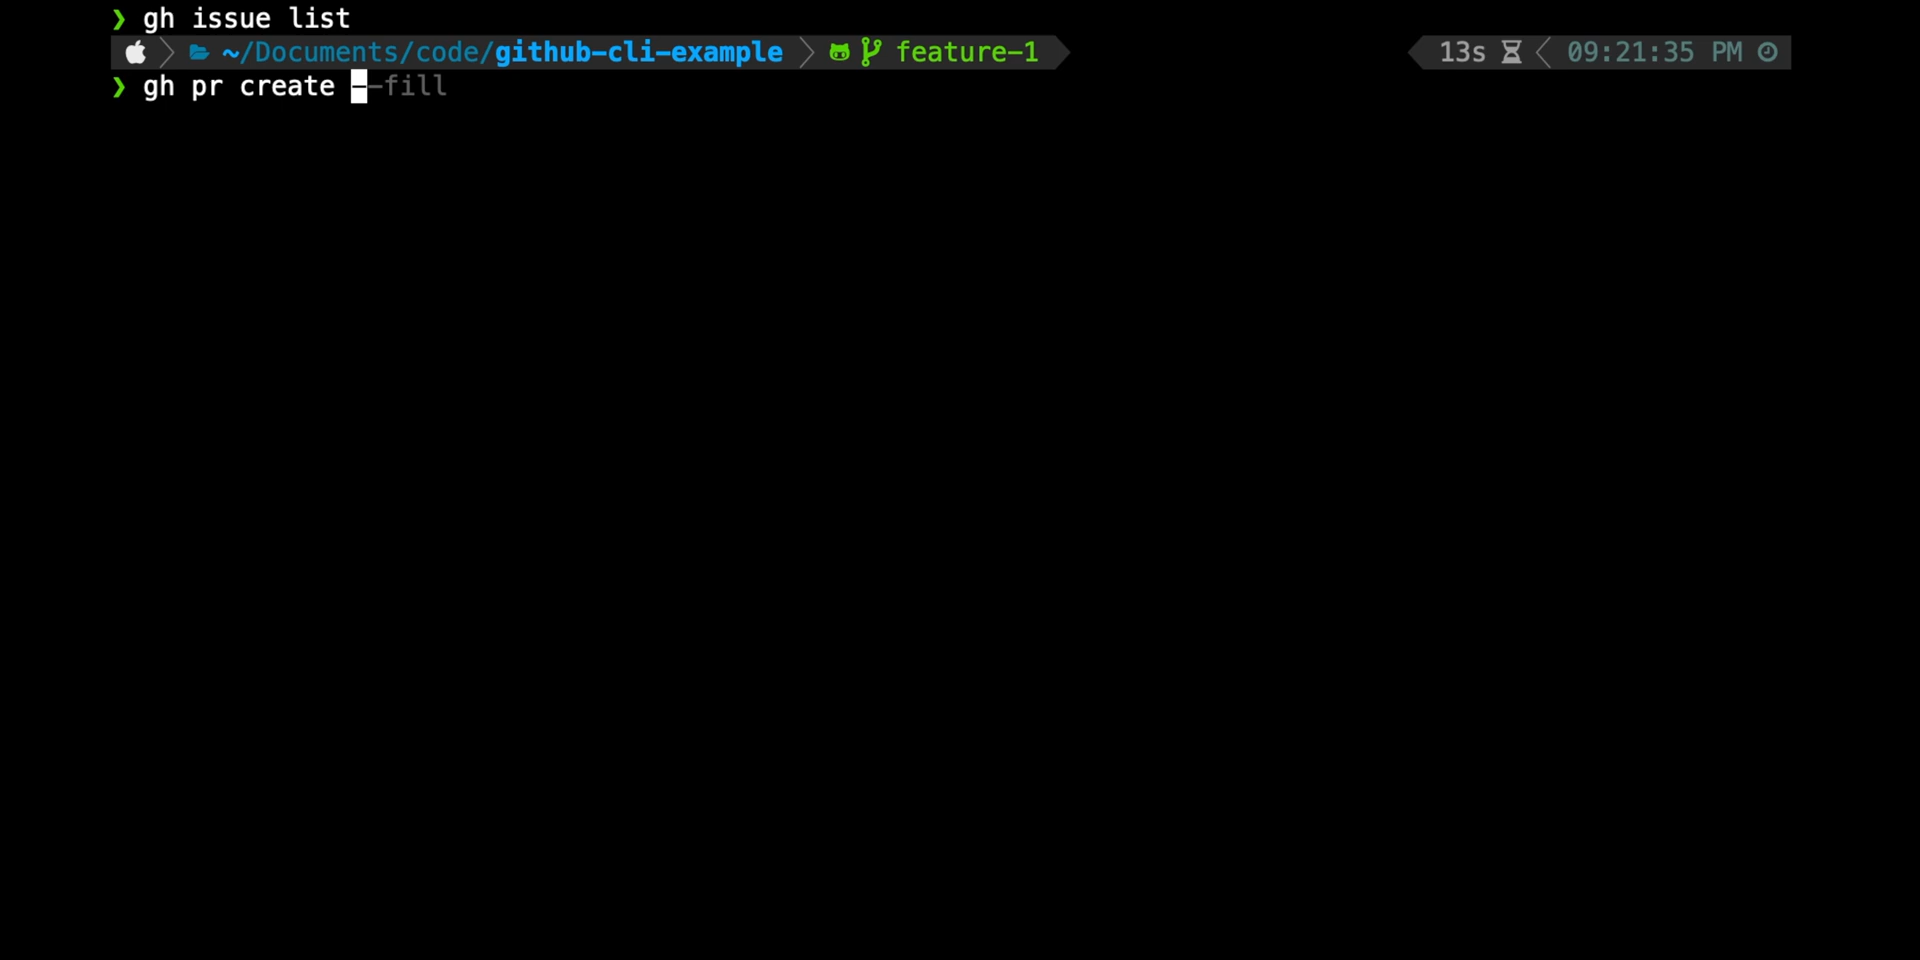 ❯ gh issue list
~/Documents/code/github-cli-example feature-1 13s 09:21:35 PM
❯ gh pr create --fill